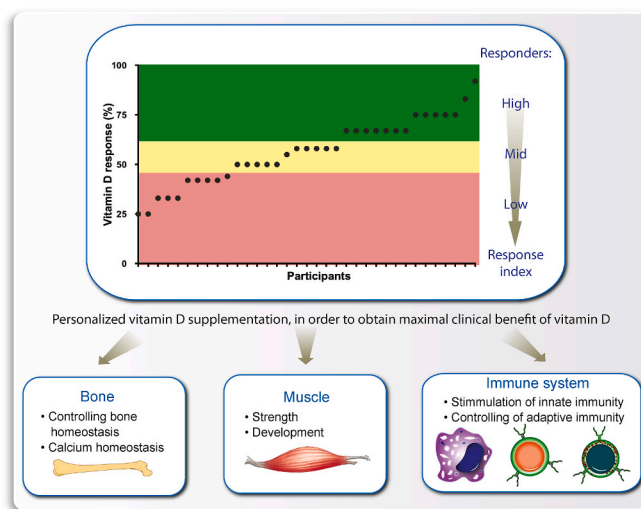 Responders:
100
75
50
25
0
Vitamin D response (%)
Participants
High
Mid
Low
Response
index
Personalized vitamin D supplementation, in order to obtain maximal clinical benefit of vitamin D
Bone
• Controlling bone
homeostasis
• Calcium homeostasis
Muscle
• Strength
• Development
Immune system
• Stimmulation of innate immunity
• Controlling of adaptive immunity